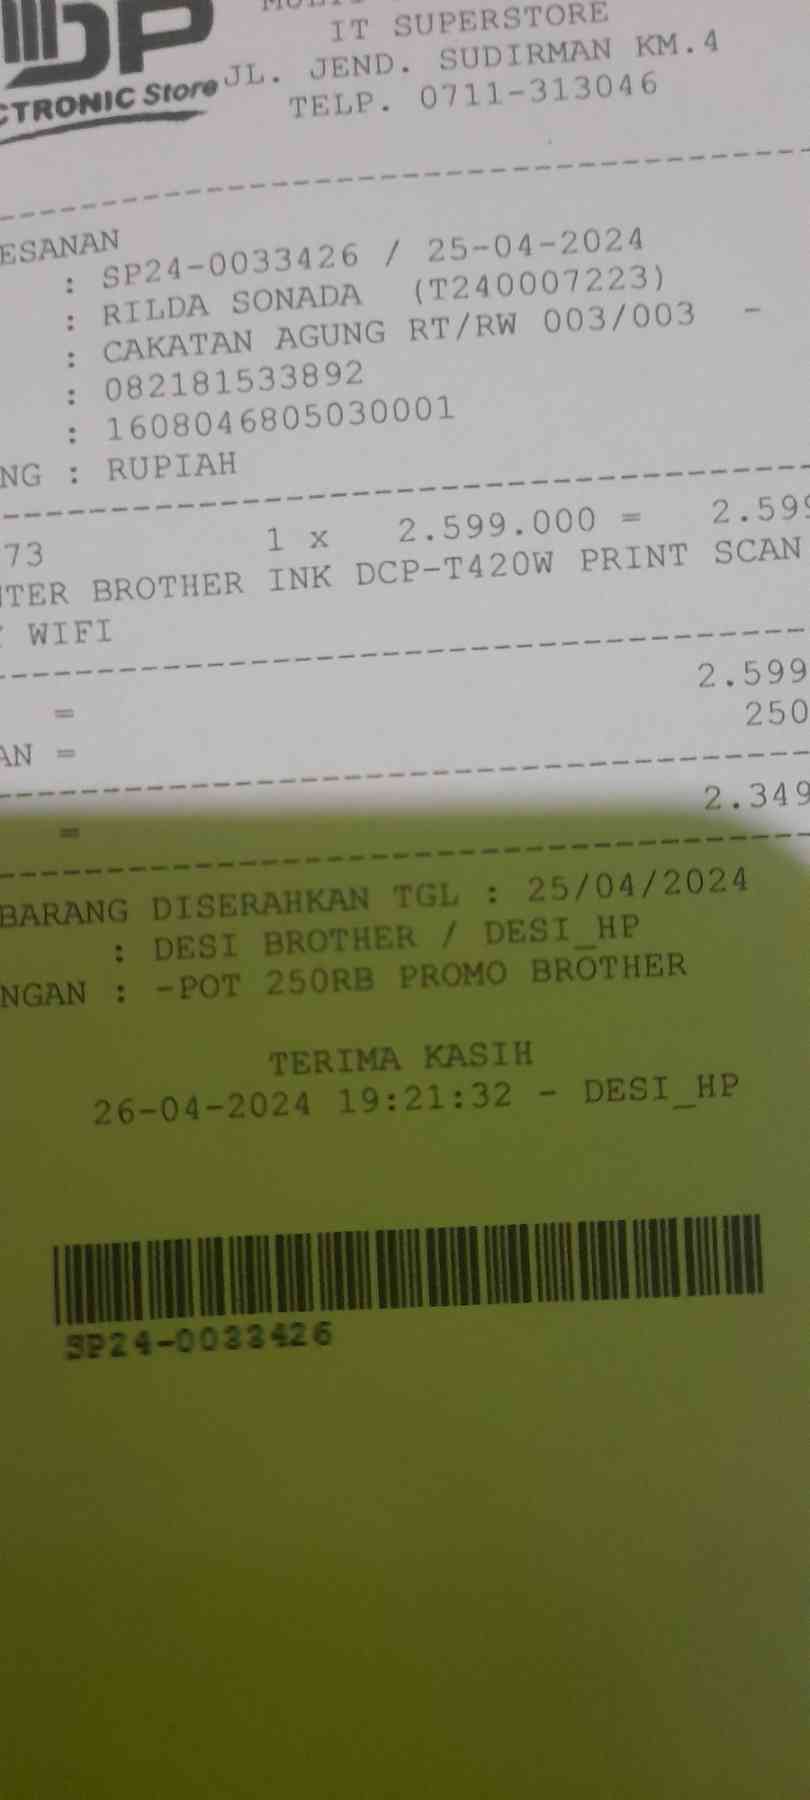 DP
CTRONIC Store
IT SUPERSTORE
JL. JEND. SUDIRMAN KM.4
TELP. 0711-313046
ESANAN
: SP24-0033426 / 25-04-2024
: RILDA SONADA (T240007223)
: CAKATAN AGUNG RT/RW 003/003 -
: 082181533892
: 1608046805030001
NG : RUPIAH
73 1 x 2.599.000 = 2.599
NTER BROTHER INK DCP-T420W PRINT SCAN
WIFI
= 2.599
AN = 250
= 2.349
BARANG DISERAHKAN TGL : 25/04/2024
: DESI BROTHER / DESI_HP
NGAN : -POT 250RB PROMO BROTHER
TERIMA KASIH
26-04-2024 19:21:32 - DESI_HP
SP24-0033426